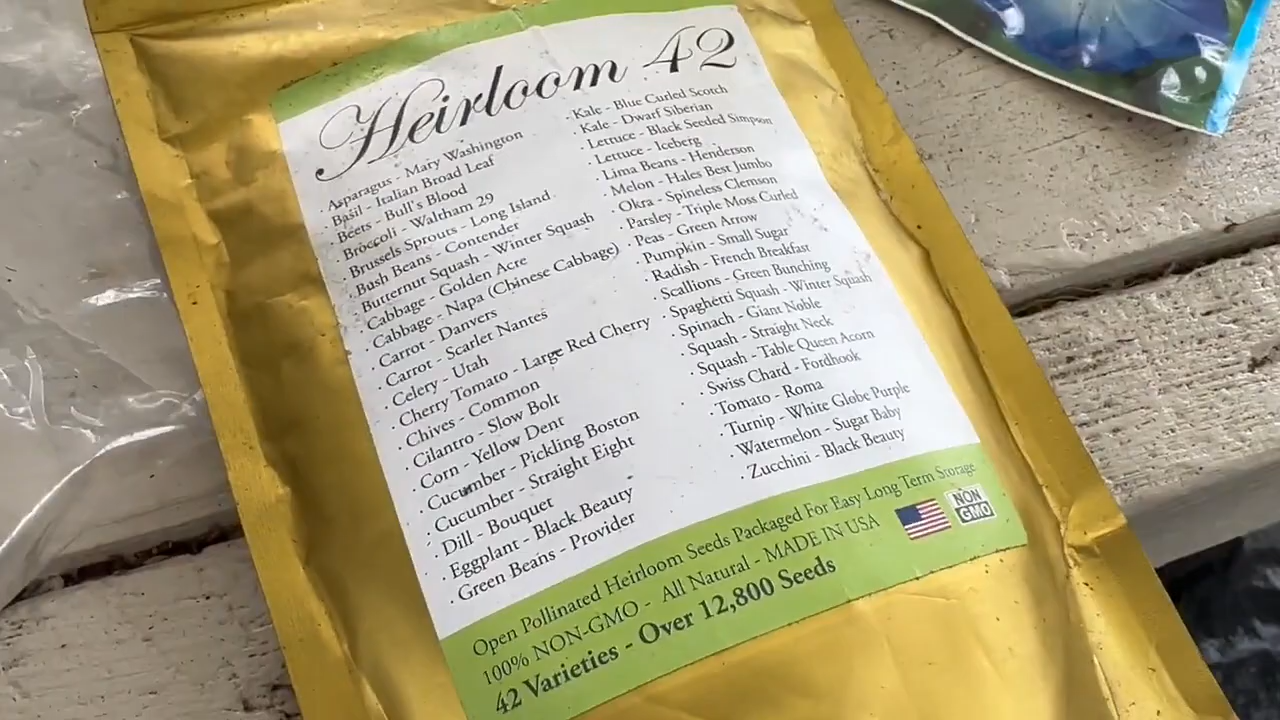 Heirloom 42
· Asparagus - Mary Washington
· Basil - Italian Broad Leaf
· Beets - Bull's Blood
· Broccoli - Waltham 29
· Brussels Sprouts - Long Island
· Bush Beans - Contender
· Butternut Squash - Winter Squash
· Cabbage - Golden Acre
· Cabbage - Napa (Chinese Cabbage)
· Carrot - Danvers
· Carrot - Scarlet Nantes
· Celery - Utah
· Cherry Tomato - Large Red Cherry
· Chives - Common
· Cilantro - Slow Bolt
· Corn - Yellow Dent
· Cucumber - Pickling Boston
· Cucumber - Straight Eight
· Dill - Bouquet
· Eggplant - Black Beauty
· Green Beans - Provider
· Kale - Blue Curled Scotch
· Kale - Dwarf Siberian
· Lettuce - Black Seeded Simpson
· Lettuce - Iceberg
· Lima Beans - Henderson
· Melon - Hales Best Jumbo
· Okra - Spineless Clemson
· Parsley - Triple Moss Curled
· Peas - Green Arrow
· Pumpkin - Small Sugar
· Radish - French Breakfast
· Scallions - Green Bunching
· Spaghetti Squash - Winter Squash
· Spinach - Giant Noble
· Squash - Straight Neck
· Squash - Table Queen Acorn
· Swiss Chard - Fordhook
· Tomato - Roma
· Turnip - White Globe Purple
· Watermelon - Sugar Baby
· Zucchini - Black Beauty
Open Pollinated Heirloom Seeds Packaged For Easy Long Term Storage
100% NON-GMO - All Natural - MADE IN USA
42 Varieties - Over 12,800 Seeds
NON
GMO